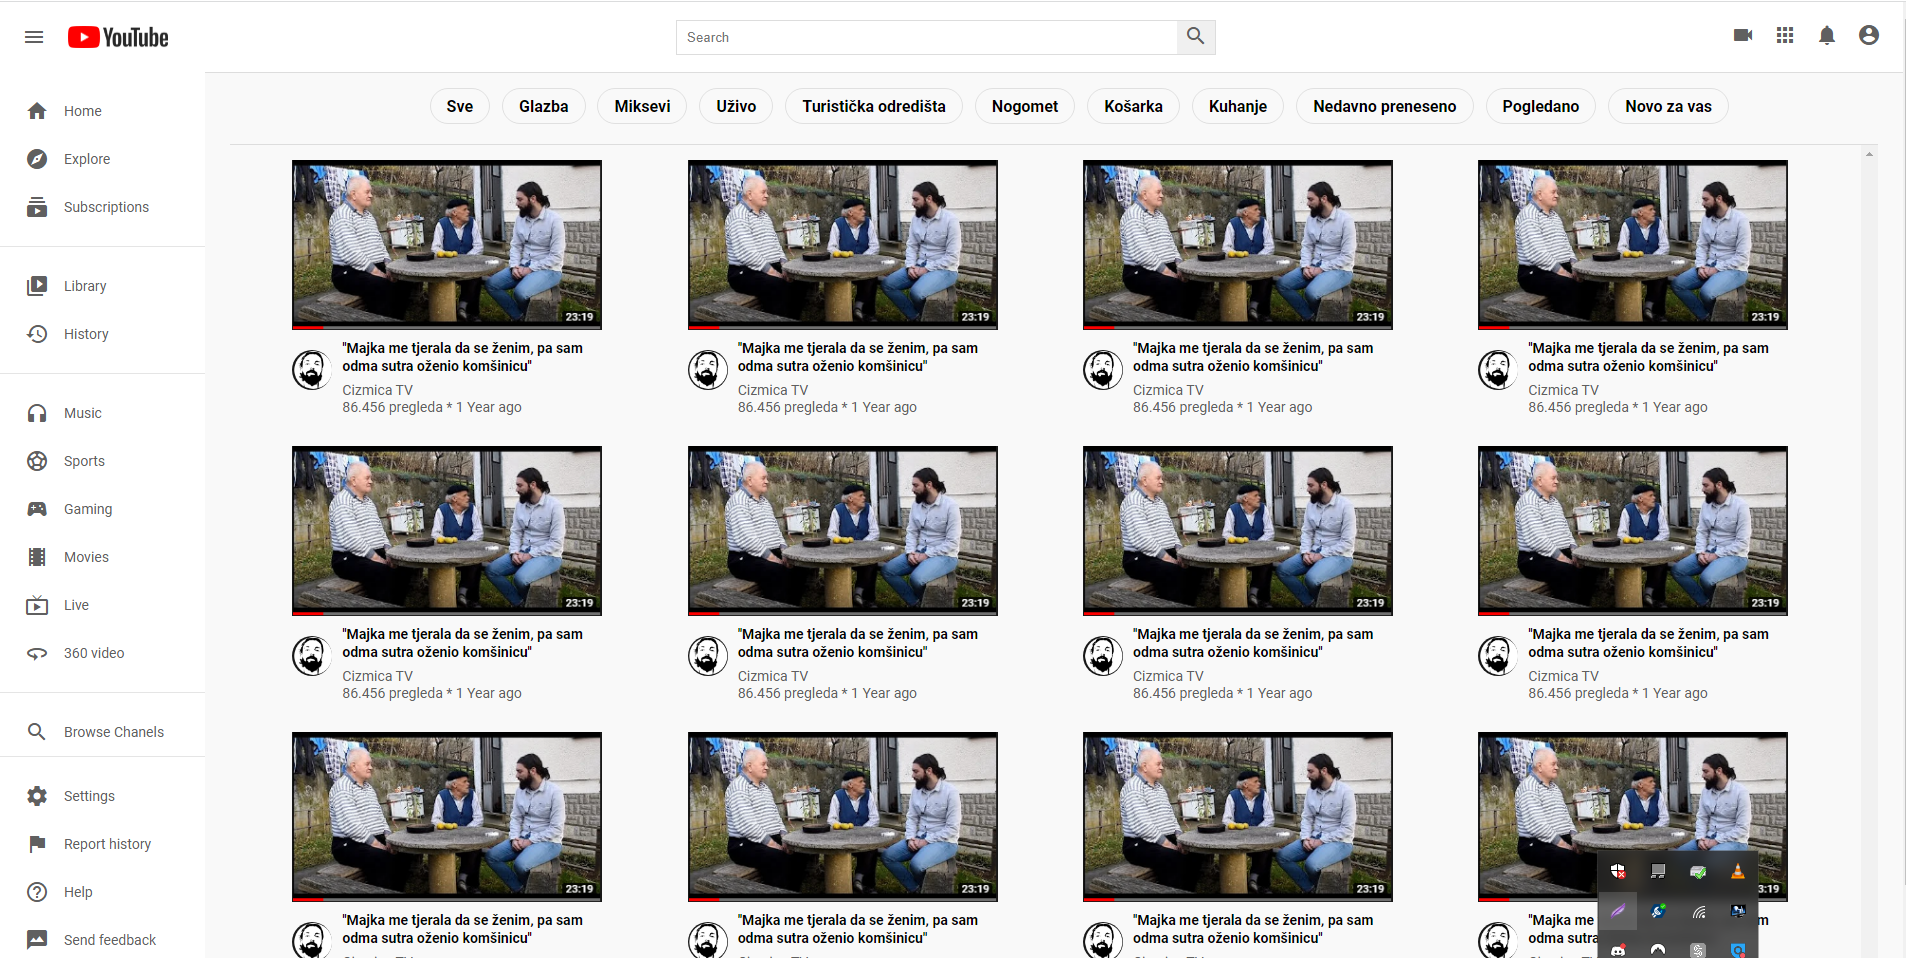 YouTube
Search
Home
Explore
Subscriptions
Library
History
Music
Sports
Gaming
Movies
Live
360 video
Browse Chanels
Settings
Report history
Help
Send feedback
Sve Glazba Miksevi Uživo Turistička odredišta Nogomet Košarka Kuhanje Nedavno preneseno Pogledano Novo za vas
23:19
"Majka me tjerala da se ženim, pa sam
odma sutra oženio komšinicu"
Cizmica TV
86.456 pregleda * 1 Year ago
23:19
"Majka me tjerala da se ženim, pa sam
odma sutra oženio komšinicu"
Cizmica TV
86.456 pregleda * 1 Year ago
23:19
"Majka me tjerala da se ženim, pa sam
odma sutra oženio komšinicu"
Cizmica TV
86.456 pregleda * 1 Year ago
23:19
"Majka me tjerala da se ženim, pa sam
odma sutra oženio komšinicu"
Cizmica TV
86.456 pregleda * 1 Year ago
23:19
"Majka me tjerala da se ženim, pa sam
odma sutra oženio komšinicu"
Cizmica TV
86.456 pregleda * 1 Year ago
23:19
"Majka me tjerala da se ženim, pa sam
odma sutra oženio komšinicu"
Cizmica TV
86.456 pregleda * 1 Year ago
23:19
"Majka me tjerala da se ženim, pa sam
odma sutra oženio komšinicu"
Cizmica TV
86.456 pregleda * 1 Year ago
23:19
"Majka me tjerala da se ženim, pa sam
odma sutra oženio komšinicu"
Cizmica TV
86.456 pregleda * 1 Year ago
23:19
"Majka me tjerala da se ženim, pa sam
odma sutra oženio komšinicu"
23:19
"Majka me tjerala da se ženim, pa sam
odma sutra oženio komšinicu"
23:19
"Majka me tjerala da se ženim, pa sam
odma sutra oženio komšinicu"
3:19
"Majka me
odma sutra